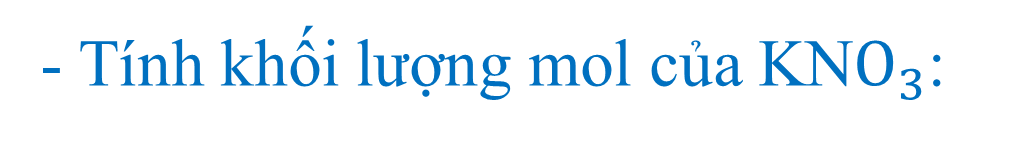 - Tính khối lượng mol của KNO₃: